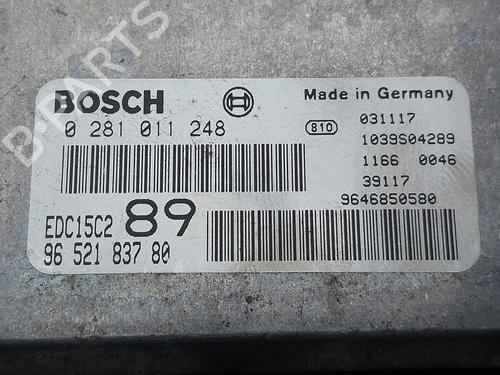 BOSCH
Made in Germany
0 281 011 248
810
031117
1039S04289
1166 0046
39117
9646850580
EDC15C2 89
96 521 837 80
B-PARTS